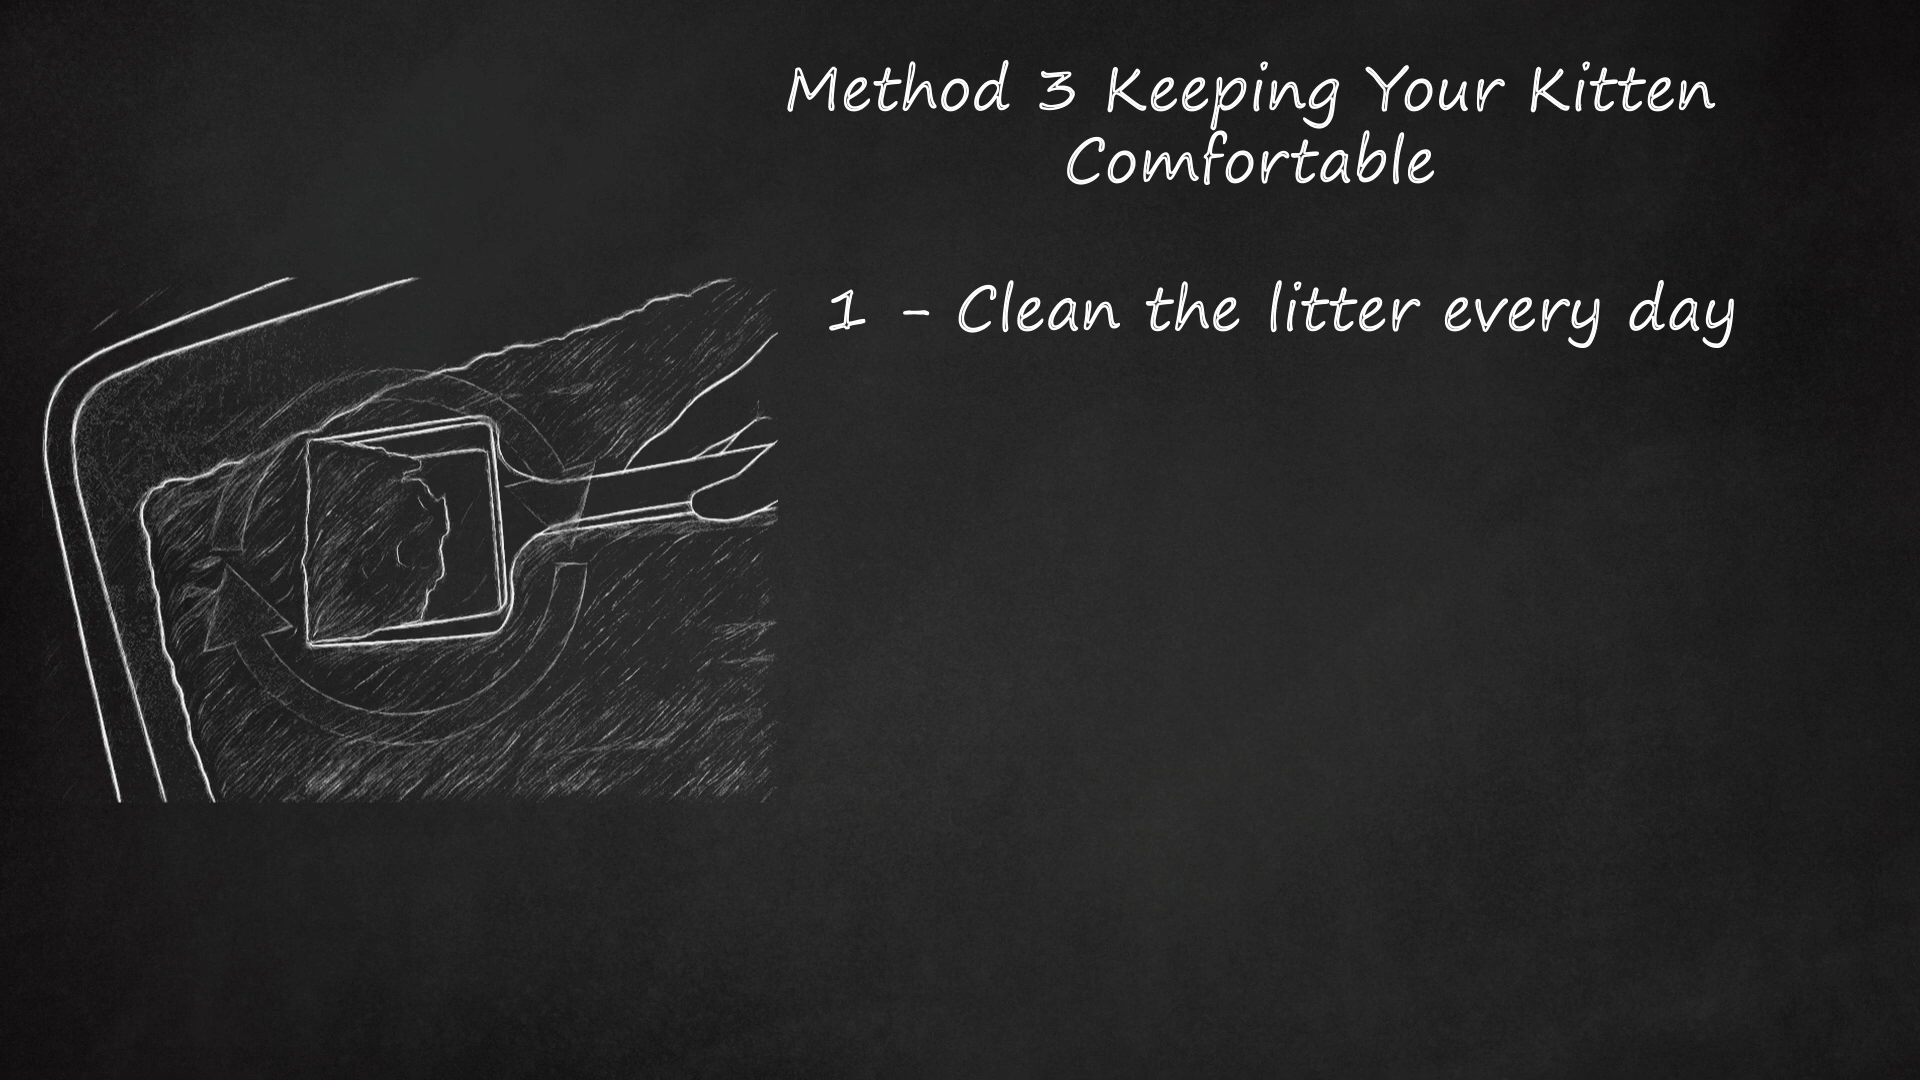 Method 3 Keeping Your Kitten
Comfortable
1 - Clean the litter every day